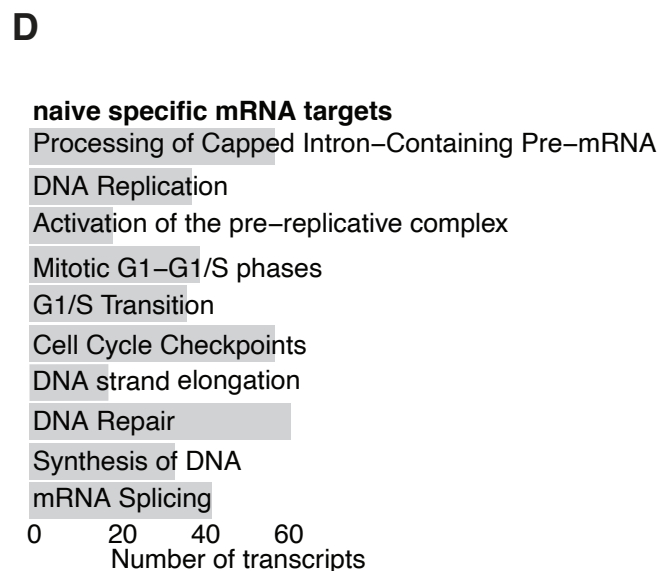 D
naive specific mRNA targets
Processing of Capped Intron−Containing Pre−mRNA
DNA Replication
Activation of the pre−replicative complex
Mitotic G1−G1/S phases
G1/S Transition
Cell Cycle Checkpoints
DNA strand elongation
DNA Repair
Synthesis of DNA
mRNA Splicing
0 20 40 60
Number of transcripts